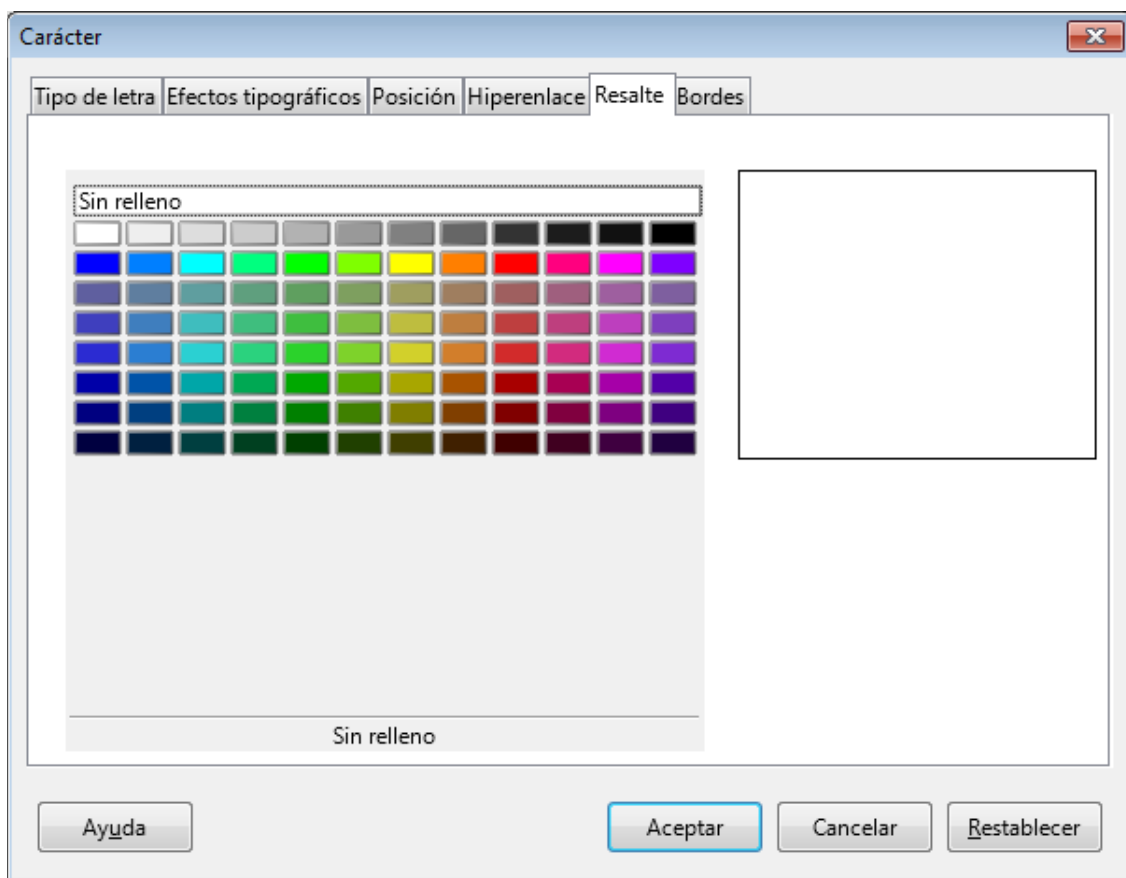 Carácter
Tipo de letra Efectos tipográficos Posición Hiperenlace Resalte Bordes
Sin relleno
Sin relleno
Ayuda Aceptar Cancelar Restablecer